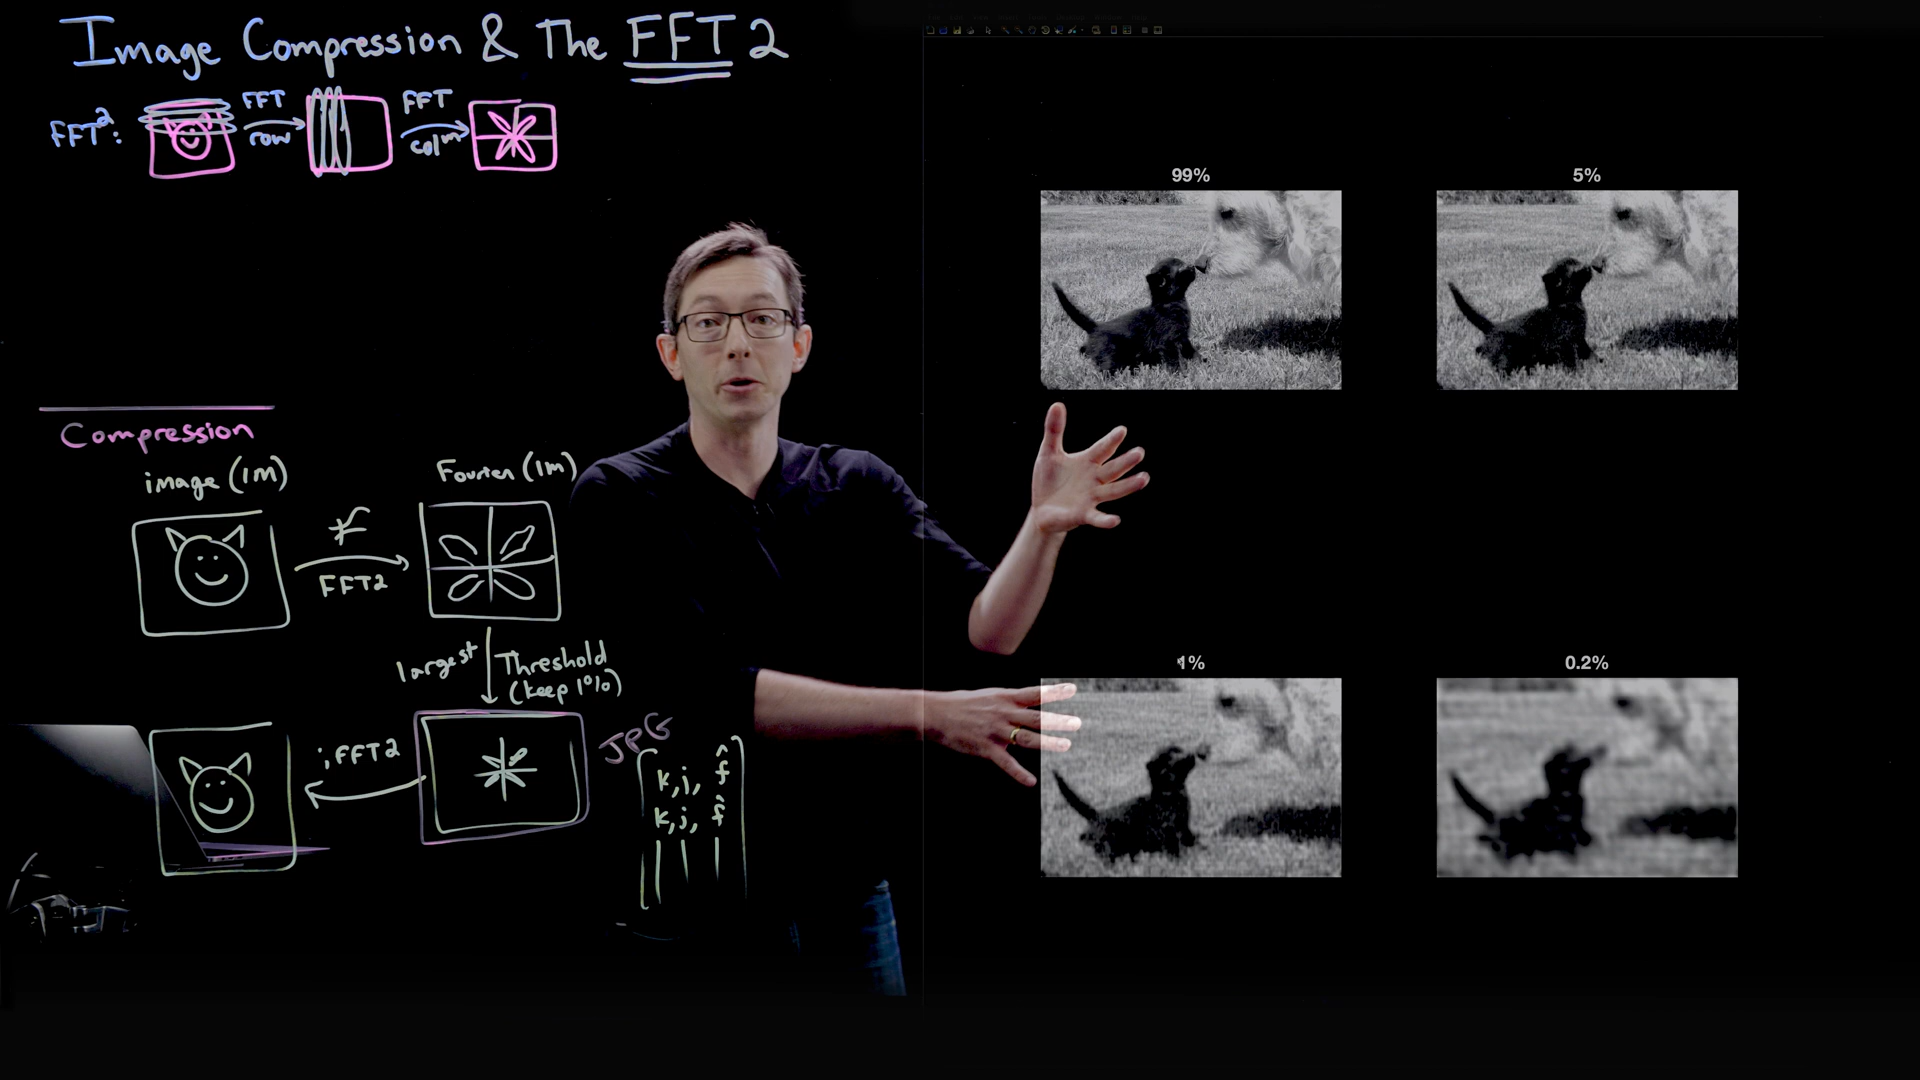 Image Compression & The FFT2
FFT²: FFT row FFT colᵐ
Compression
image (1M)
Fourier (1m)
F
FFT2
largest Threshold
(keep 1%)
iFFT2
JPG
k, j, f̂
k, j, f̂
99%
5%
1%
0.2%